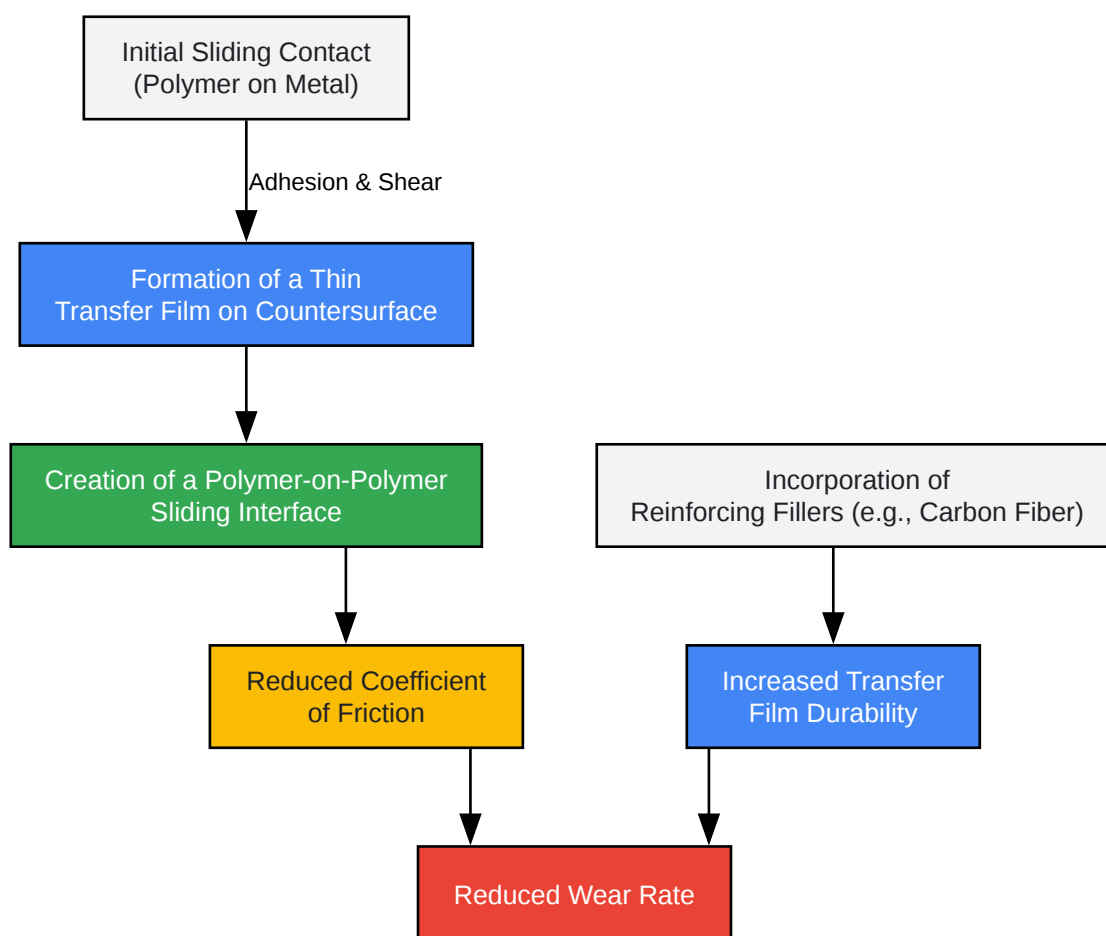 Initial Sliding Contact
(Polymer on Metal)
Adhesion & Shear
Formation of a Thin
Transfer Film on Countersurface
Creation of a Polymer-on-Polymer
Sliding Interface
Incorporation of
Reinforcing Fillers (e.g., Carbon Fiber)
Reduced Coefficient
of Friction
Increased Transfer
Film Durability
Reduced Wear Rate